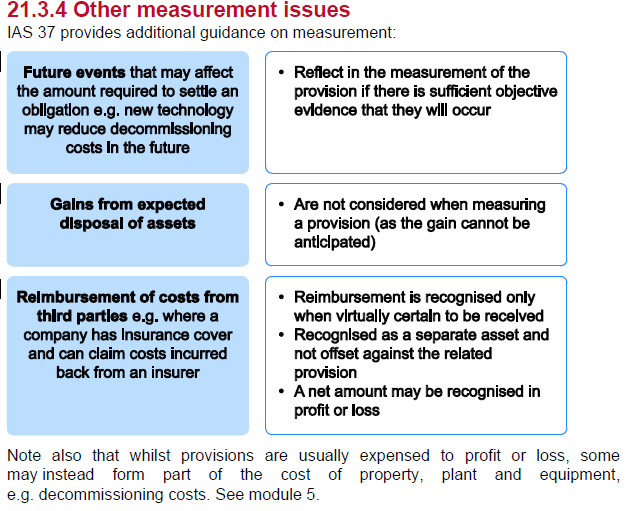 21.3.4 Other measurement issues
IAS 37 provides additional guidance on measurement:
Future events that may affect
the amount required to settle an
obligation e.g. new technology
may reduce decommissioning
costs in the future
• Reflect in the measurement of the
provision if there is sufficient objective
evidence that they will occur
Gains from expected
disposal of assets
• Are not considered when measuring
a provision (as the gain cannot be
anticipated)
Reimbursement of costs from
third parties e.g. where a
company has insurance cover
and can claim costs incurred
back from an insurer
• Reimbursement is recognised only
when virtually certain to be received
• Recognised as a separate asset and
not offset against the related
provision
• A net amount may be recognised in
profit or loss
Note also that whilst provisions are usually expensed to profit or loss, some
may instead form part of the cost of property, plant and equipment,
e.g. decommissioning costs. See module 5.